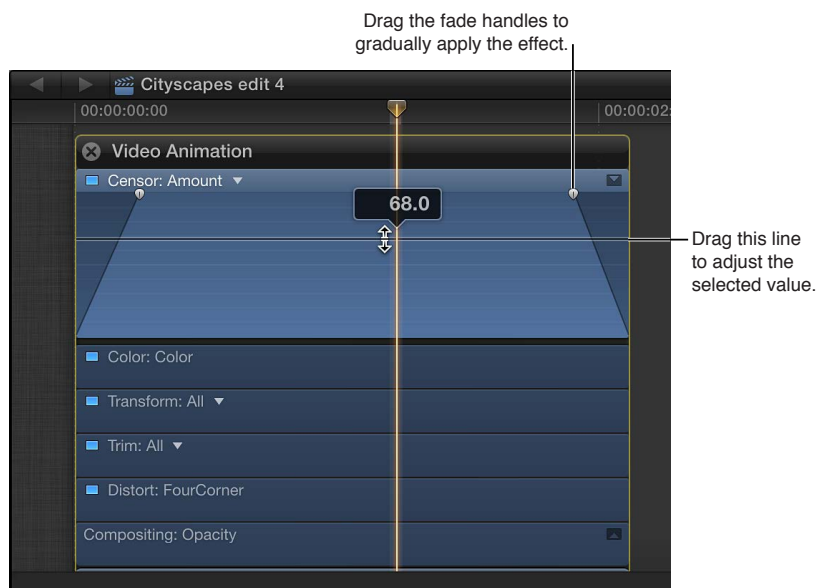 Drag the fade handles to
gradually apply the effect.
Cityscapes edit 4
00:00:00:00
00:00:02:
Video Animation
Censor: Amount
68.0
Drag this line
to adjust the
selected value.
Color: Color
Transform: All
Trim: All
Distort: FourCorner
Compositing: Opacity